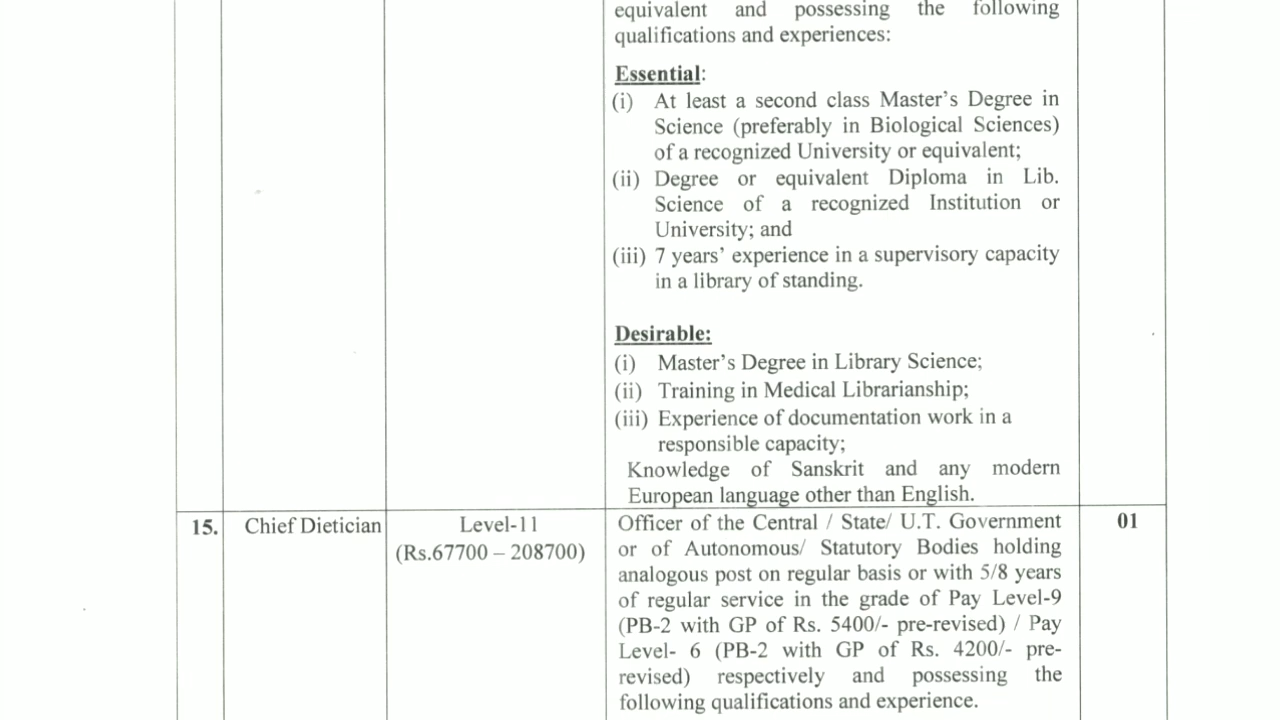 equivalent and possessing the following
qualifications and experiences:
Essential:
(i) At least a second class Master's Degree in
Science (preferably in Biological Sciences)
of a recognized University or equivalent;
(ii) Degree or equivalent Diploma in Lib.
Science of a recognized Institution or
University; and
(iii) 7 years' experience in a supervisory capacity
in a library of standing.
Desirable:
(i) Master's Degree in Library Science;
(ii) Training in Medical Librarianship;
(iii) Experience of documentation work in a
responsible capacity;
Knowledge of Sanskrit and any modern
European language other than English.
15. Chief Dietician Level-11 Officer of the Central / State/ U.T. Government 01
(Rs.67700 – 208700) or of Autonomous/ Statutory Bodies holding
analogous post on regular basis or with 5/8 years
of regular service in the grade of Pay Level-9
(PB-2 with GP of Rs. 5400/- pre-revised) / Pay
Level- 6 (PB-2 with GP of Rs. 4200/- pre-
revised) respectively and possessing the
following qualifications and experience.